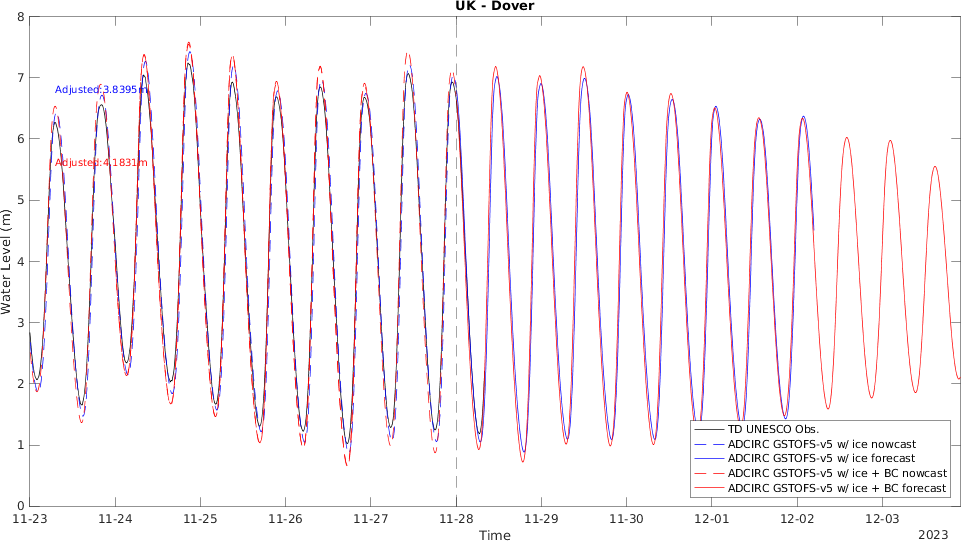 UK - Dover
8
7
6
5
4
3
2
1
0
Water Level (m)
Adjusted:3.8395m
Adjusted:4.1831m
TD UNESCO Obs.
ADCIRC GSTOFS-v5 w/ ice nowcast
ADCIRC GSTOFS-v5 w/ ice forecast
ADCIRC GSTOFS-v5 w/ ice + BC nowcast
ADCIRC GSTOFS-v5 w/ ice + BC forecast
11-23 11-24 11-25 11-26 11-27 11-28 11-29 11-30 12-01 12-02 12-03
Time
2023